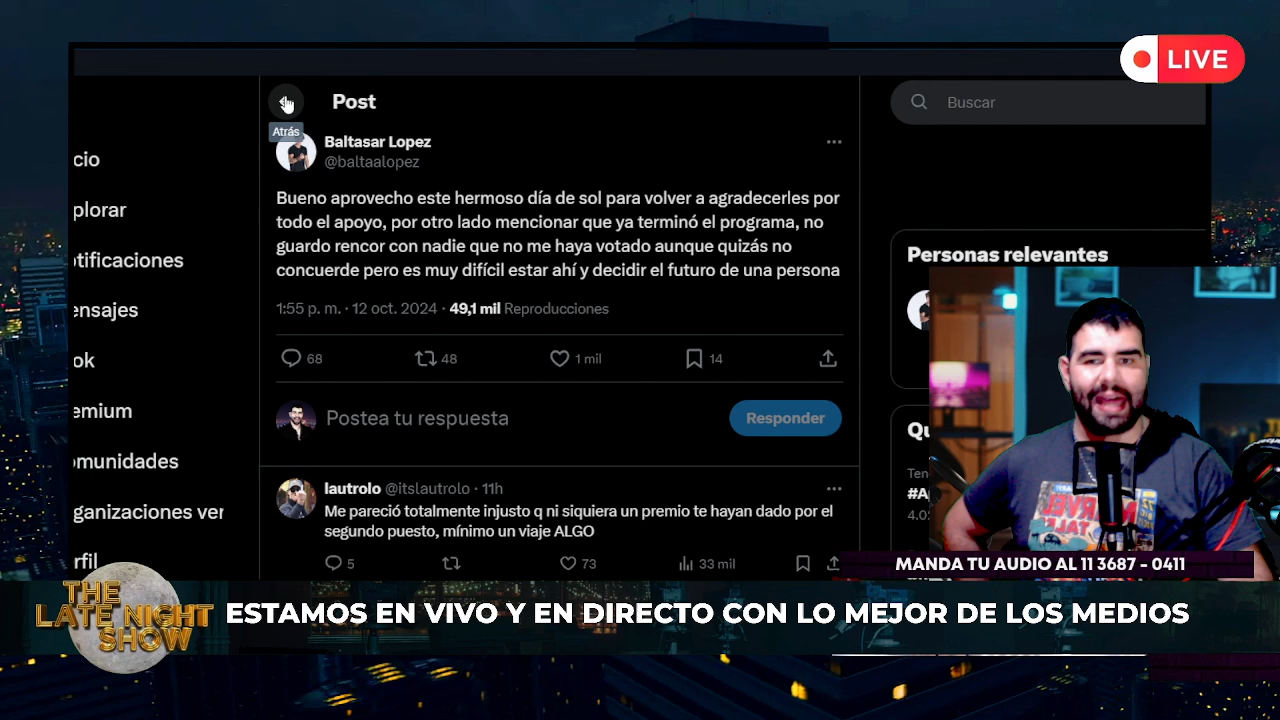 LIVE
Post
Buscar
Atrás
Baltasar Lopez
@baltaalopez
cio
plorar
otificaciones
ensajes
ok
emium
omunidades
ganizaciones ver
rfil
Bueno aprovecho este hermoso día de sol para volver a agradecerles por
todo el apoyo, por otro lado mencionar que ya terminó el programa, no
guardo rencor con nadie que no me haya votado aunque quizás no
concuerde pero es muy difícil estar ahí y decidir el futuro de una persona
1:55 p. m. · 12 oct. 2024 · 49,1 mil Reproducciones
68 48 1 mil 14
Postea tu respuesta
Responder
lautrolo @itslautrolo · 11h
Me pareció totalmente injusto q ni siquiera un premio te hayan dado por el
segundo puesto, mínimo un viaje ALGO
5 73 33 mil
Personas relevantes
Qu
Ten
#A
4.0
MARVEL
MANDA TU AUDIO AL 11 3687 - 0411
THE
LATE NIGHT
SHOW
ESTAMOS EN VIVO Y EN DIRECTO CON LO MEJOR DE LOS MEDIOS